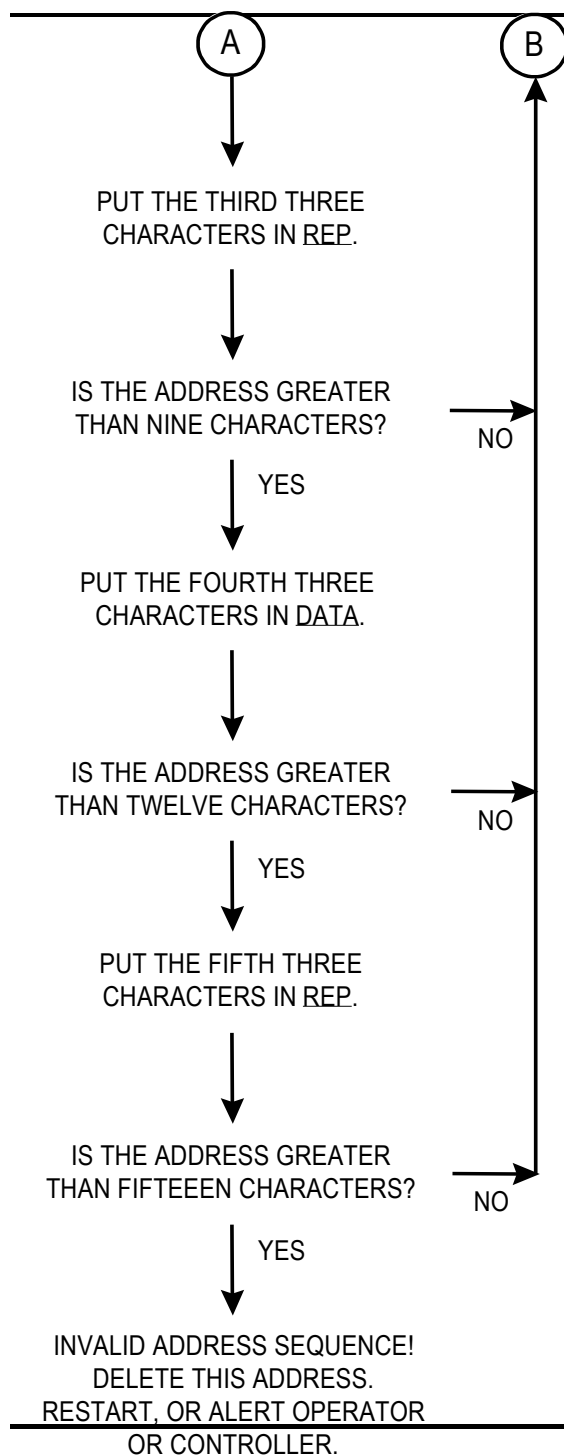 A
B
PUT THE THIRD THREE
CHARACTERS IN REP.
IS THE ADDRESS GREATER
THAN NINE CHARACTERS?
NO
YES
PUT THE FOURTH THREE
CHARACTERS IN DATA.
IS THE ADDRESS GREATER
THAN TWELVE CHARACTERS?
NO
YES
PUT THE FIFTH THREE
CHARACTERS IN REP.
IS THE ADDRESS GREATER
THAN FIFTEEEN CHARACTERS?
NO
YES
INVALID ADDRESS SEQUENCE!
DELETE THIS ADDRESS.
RESTART, OR ALERT OPERATOR
OR CONTROLLER.